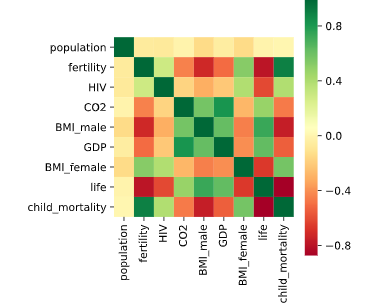 population
fertility
HIV
CO2
BMI_male
GDP
BMI_female
life
child_mortality
population
fertility
HIV
CO2
BMI_male
GDP
BMI_female
life
child_mortality
0.8
0.4
0.0
−0.4
−0.8